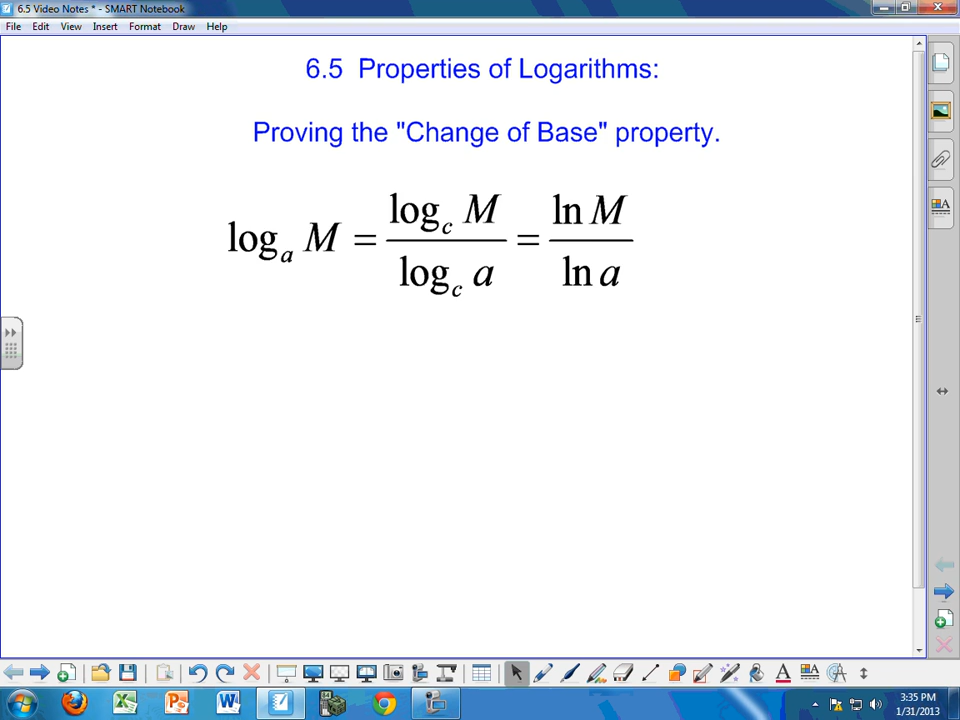 6.5 Video Notes * - SMART Notebook
File Edit View Insert Format Draw Help
6.5 Properties of Logarithms:
Proving the "Change of Base" property.
log_a M = log_c M / log_c a = ln M / ln a
3:35 PM
1/31/2013